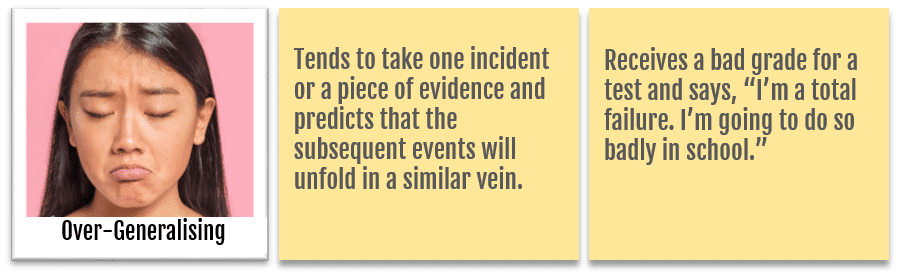 Over-Generalising
Tends to take one incident
or a piece of evidence and
predicts that the
subsequent events will
unfold in a similar vein.
Receives a bad grade for a
test and says, “I’m a total
failure. I’m going to do so
badly in school.”